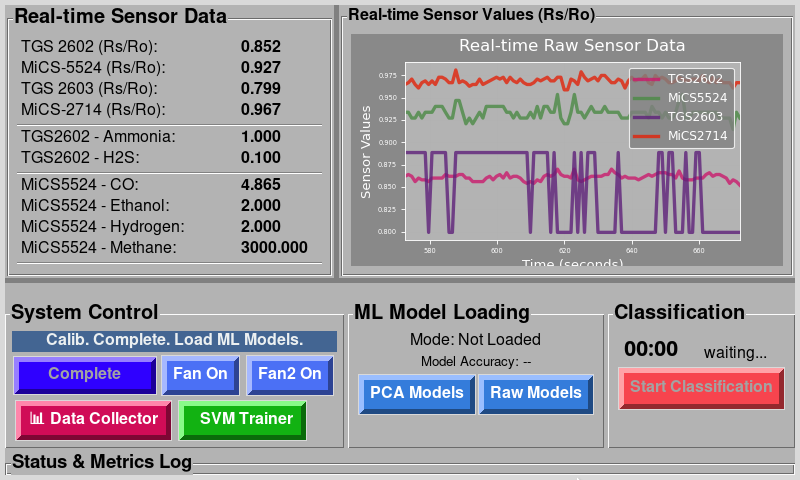 Real-time Sensor Data
TGS 2602 (Rs/Ro): 0.852
MiCS-5524 (Rs/Ro): 0.927
TGS 2603 (Rs/Ro): 0.799
MiCS-2714 (Rs/Ro): 0.967
TGS2602 - Ammonia: 1.000
TGS2602 - H2S: 0.100
MiCS5524 - CO: 4.865
MiCS5524 - Ethanol: 2.000
MiCS5524 - Hydrogen: 2.000
MiCS5524 - Methane: 3000.000
Real-time Sensor Values (Rs/Ro)
Real-time Raw Sensor Data
Sensor Values
0.975
0.950
0.925
0.900
0.875
0.850
0.825
0.800
TGS2602
MiCS5524
TGS2603
MiCS2714
580 600 620 640 660
Time (seconds)
System Control
Calib. Complete. Load ML Models.
Complete Fan On Fan2 On
Data Collector SVM Trainer
ML Model Loading
Mode: Not Loaded
Model Accuracy: --
PCA Models Raw Models
Classification
00:00 waiting...
Start Classification
Status & Metrics Log